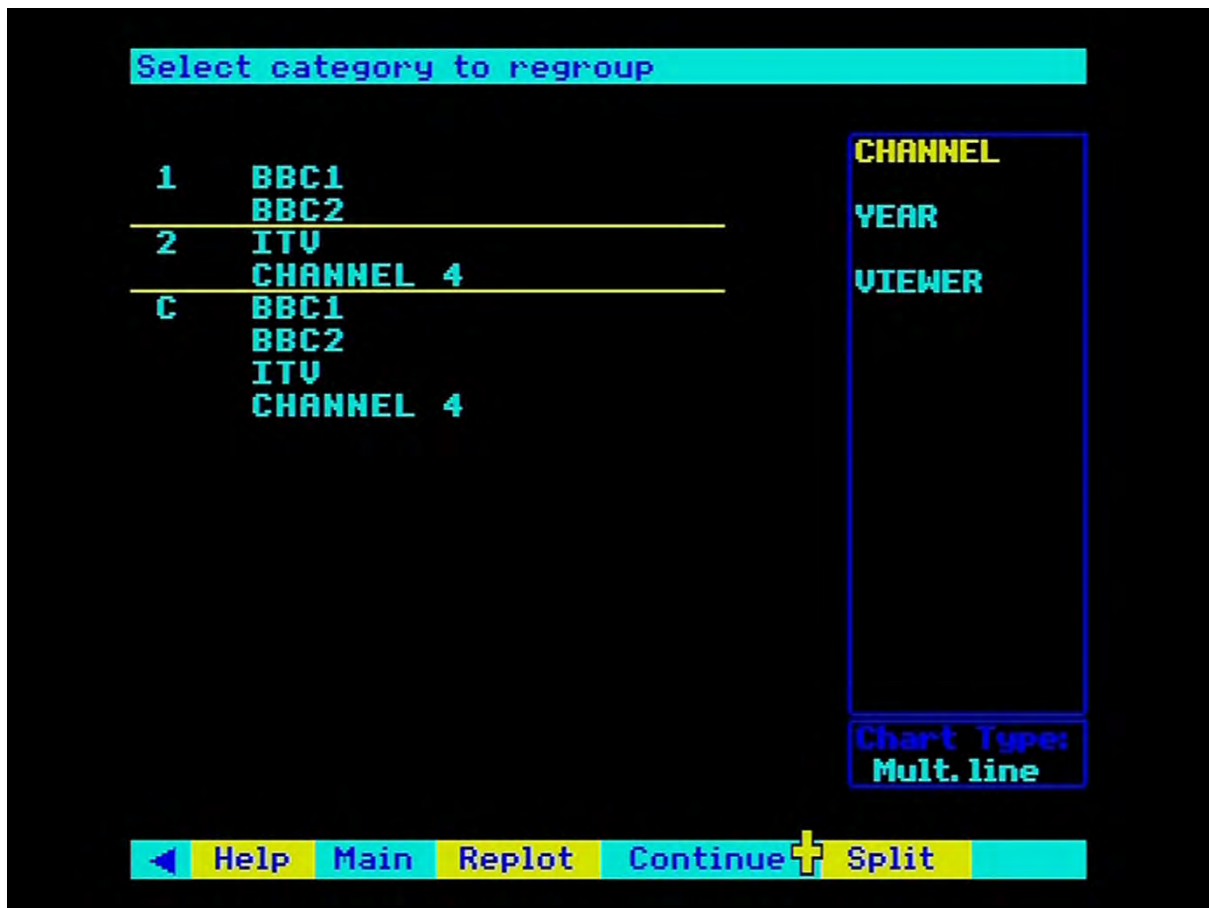 Select category to regroup
1 BBC1
BBC2
2 ITV
CHANNEL 4
C BBC1
BBC2
ITV
CHANNEL 4
CHANNEL
YEAR
VIEWER
Chart Type:
Mult.line
Help Main Replot Continue Split